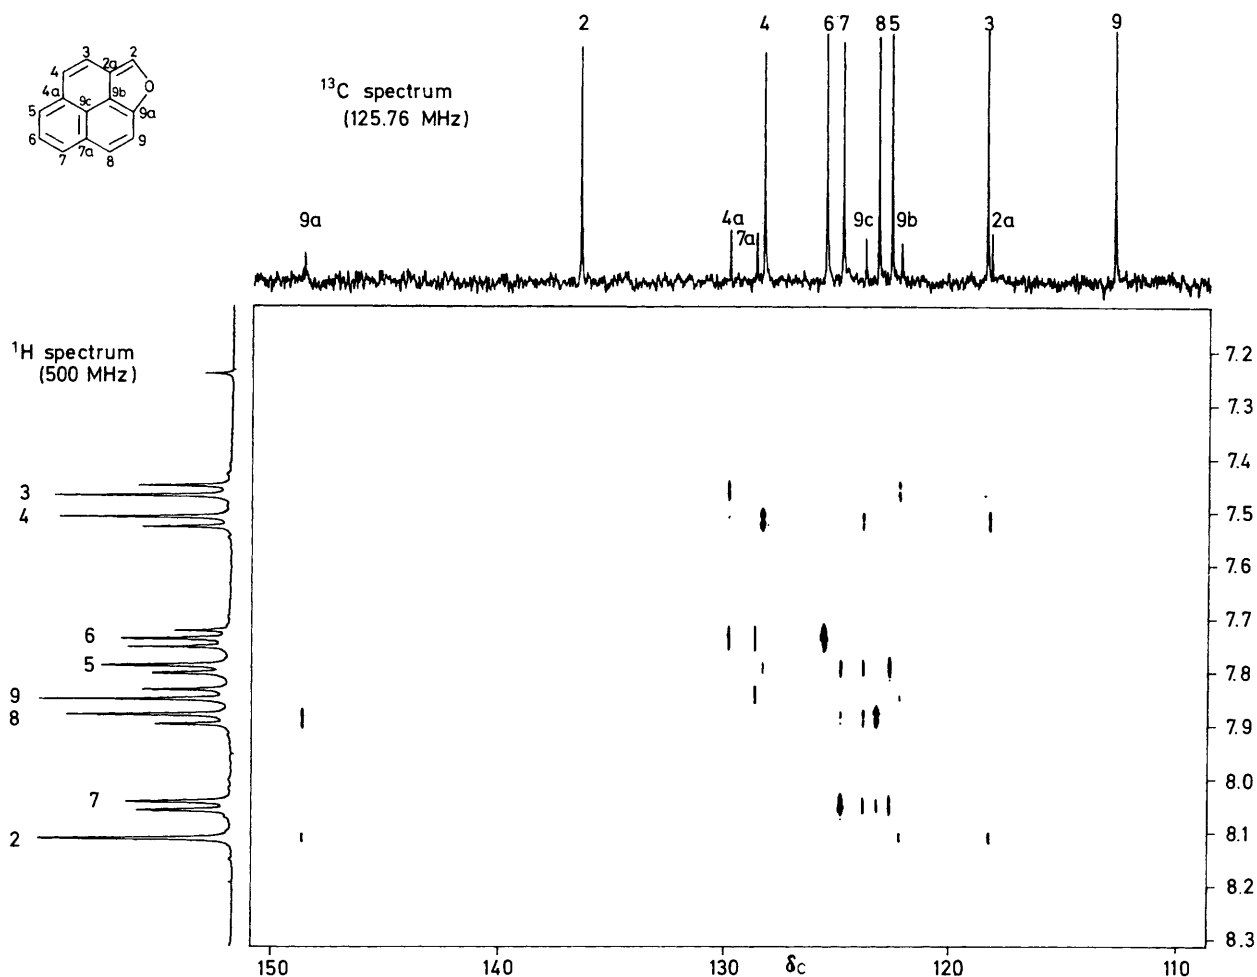 2 4 6 7 8 5 3 9
3 2
4 2a
4a 9b O
5 9c 9a
6 9
7a
7 8
¹³C spectrum
(125.76 MHz)
9a 4a 7a 9c 9b 2a
¹H spectrum
(500 MHz)
3
4
6
5
9
8
7
2
7.2
7.3
7.4
7.5
7.6
7.7
7.8
7.9
8.0
8.1
8.2
8.3
150 140 130 δC 120 110